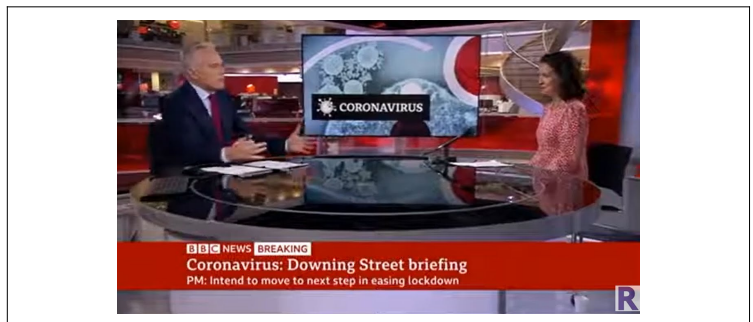 CORONAVIRUS
BBC NEWS BREAKING
Coronavirus: Downing Street briefing
PM: Intend to move to next step in easing lockdown
R